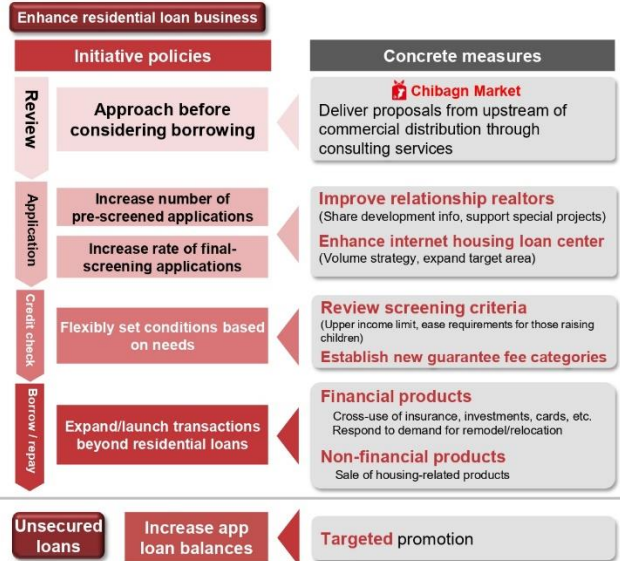 Enhance residential loan business
Initiative policies
Concrete measures
Review
Approach before
considering borrowing
Chibagn Market
Deliver proposals from upstream of
commercial distribution through
consulting services
Application
Increase number of
pre-screened applications
Increase rate of final-
screening applications
Improve relationship realtors
(Share development info, support special projects)
Enhance internet housing loan center
(Volume strategy, expand target area)
Credit check
Flexibly set conditions based
on needs
Review screening criteria
(Upper income limit, ease requirements for those raising
children)
Establish new guarantee fee categories
Borrow / repay
Expand/launch transactions
beyond residential loans
Financial products
Cross-use of insurance, investments, cards, etc.
Respond to demand for remodel/relocation
Non-financial products
Sale of housing-related products
Unsecured
loans
Increase app
loan balances
Targeted promotion